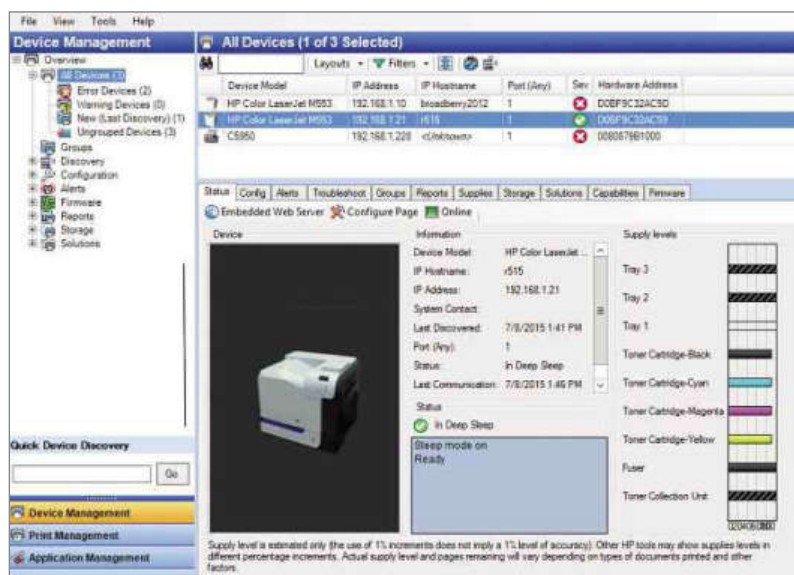 File View Tools Help
Device Management
All Devices (1 of 3 Selected)
Overview
All Devices (3)
Error Devices (2)
Warning Devices (0)
New (Last Discovery) (1)
Ungrouped Devices (3)
Groups
Discovery
Configuration
Alerts
Firmware
Reports
Storage
Solutions
Layouts Filters
Device Model IP Address IP Hostname Port (Any) Sev Hardware Address
HP Color LaserJet M553 192.168.1.10 broadberry2012 1
HP Color LaserJet M553 192.168.1.21 r515 1
C5950 192.168.1.228 <Unknown> 1 0080879B1000
Status Config Alerts Troubleshoot Groups Reports Supplies Storage Solutions Capabilities Firmware
Embedded Web Server Configure Page Online
Device
Information
Device Model: HP Color LaserJet ...
IP Hostname: r515
IP Address: 192.168.1.21
System Contact:
Last Discovered: 7/8/2015 1:41 PM
Port (Any): 1
Status: In Deep Sleep
Last Communication: 7/8/2015 1:46 PM
Status
In Deep Sleep
Sleep mode on
Ready
Supply levels
Tray 3
Tray 2
Tray 1
Toner Cartridge-Black
Toner Cartridge-Cyan
Toner Cartridge-Magenta
Toner Cartridge-Yellow
Fuser
Toner Collection Unit
Quick Device Discovery
Go
Device Management
Print Management
Application Management
Supply level is estimated only (the use of 1% increments does not imply a 1% level of accuracy). Other HP tools may show supplies levels in
different percentage increments. Actual supply level and pages remaining will vary depending on types of documents printed and other
factors.